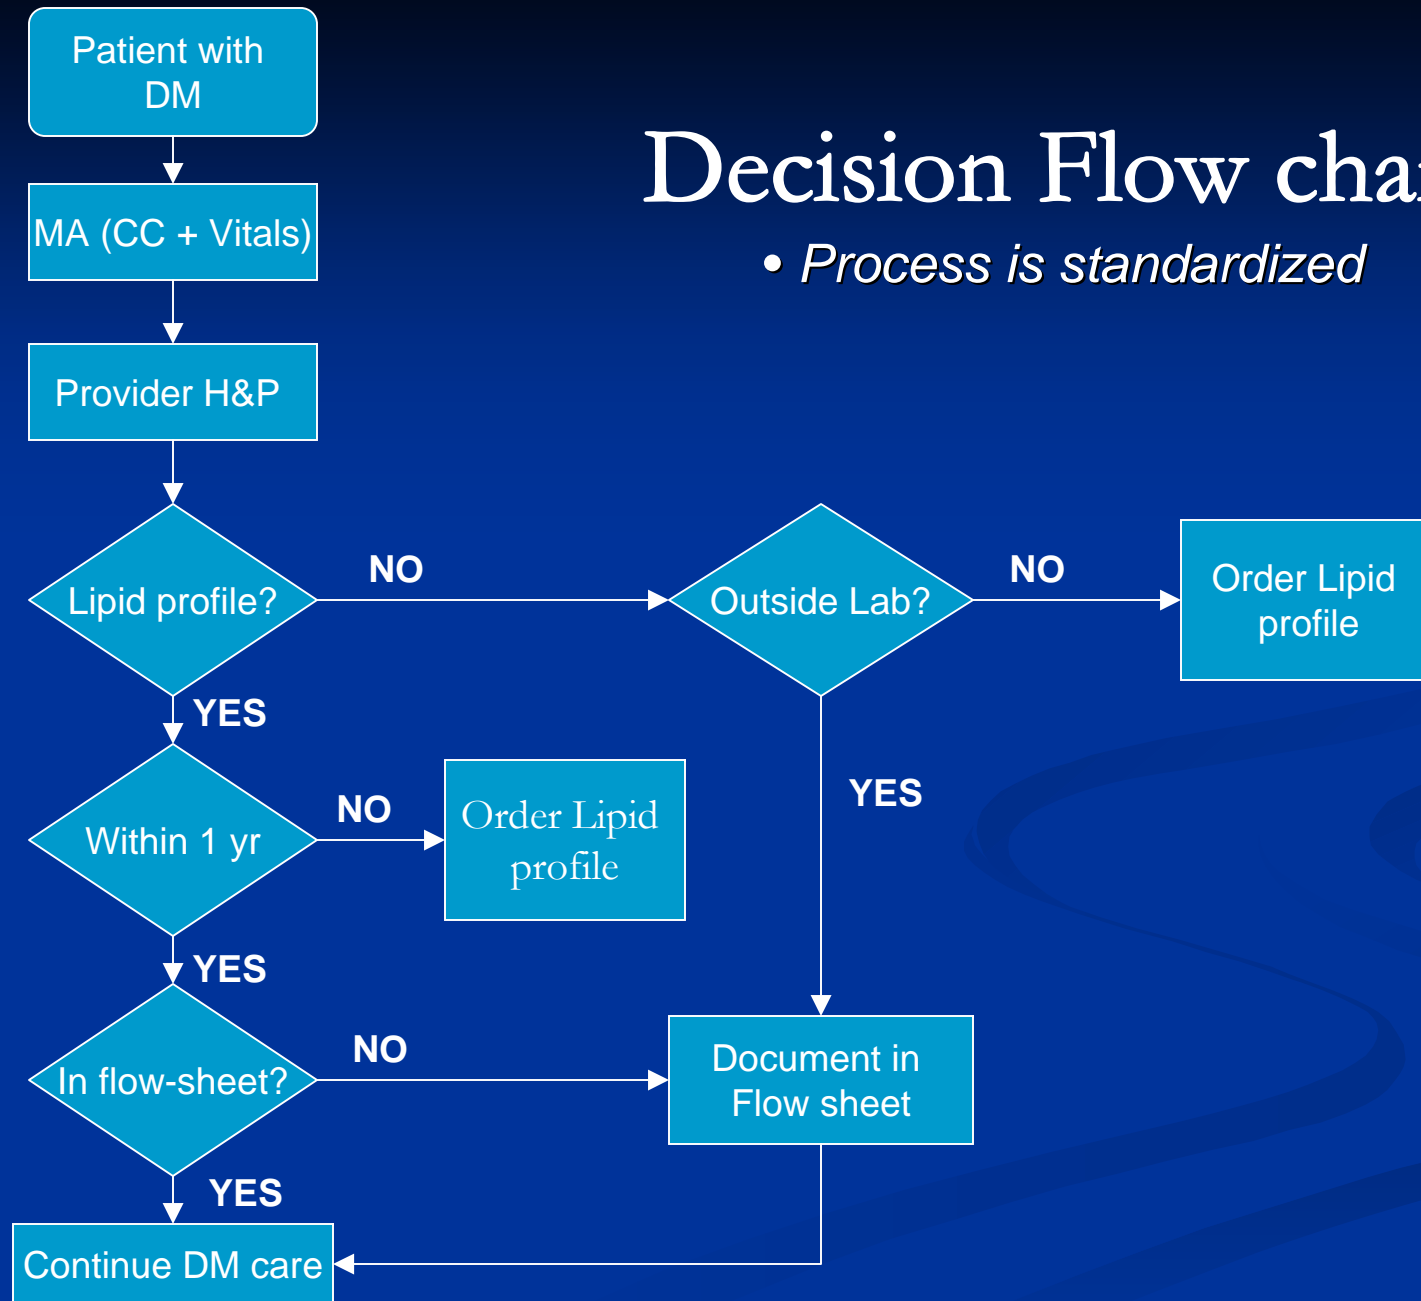 Patient with
DM
Decision Flow cha
• Process is standardized
MA (CC + Vitals)
Provider H&P
Lipid profile?
NO
Outside Lab?
NO
Order Lipid
profile
YES
Within 1 yr
NO
Order Lipid
profile
YES
YES
In flow-sheet?
NO
Document in
Flow sheet
YES
Continue DM care